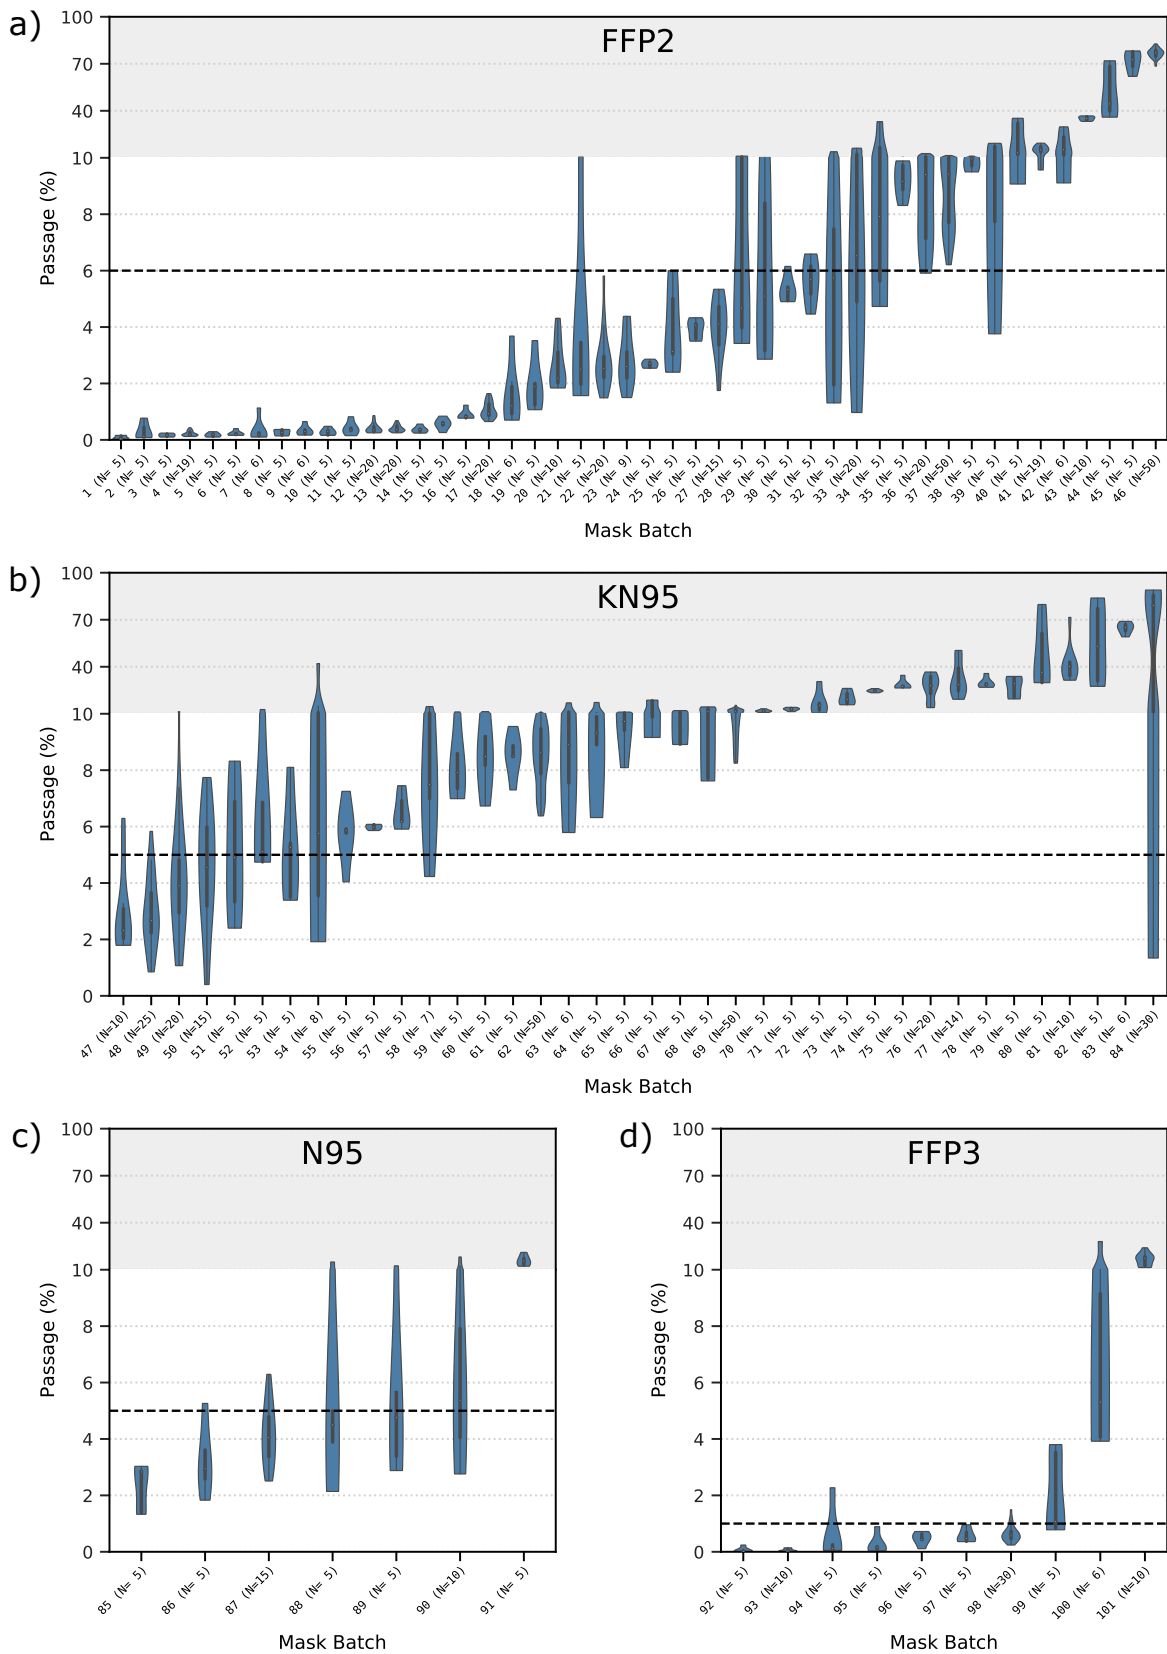 a)
FFP2
100
70
40
10
8
6
4
2
0
Passage (%)
1 (N= 5)
2 (N= 5)
3 (N= 5)
4 (N=19)
5 (N= 5)
6 (N= 5)
7 (N= 6)
8 (N= 5)
9 (N= 6)
10 (N= 5)
11 (N= 5)
12 (N=20)
13 (N=20)
14 (N= 5)
15 (N= 5)
16 (N= 5)
17 (N=20)
18 (N= 6)
19 (N= 5)
20 (N=10)
21 (N= 5)
22 (N=20)
23 (N= 9)
24 (N= 5)
25 (N= 5)
26 (N= 5)
27 (N=15)
28 (N= 5)
29 (N= 5)
30 (N= 5)
31 (N= 5)
32 (N= 5)
33 (N=20)
34 (N= 5)
35 (N= 5)
36 (N=20)
37 (N=50)
38 (N= 5)
39 (N= 5)
40 (N= 5)
41 (N=19)
42 (N= 6)
43 (N=10)
44 (N= 5)
45 (N= 5)
46 (N=50)
Mask Batch
b)
KN95
100
70
40
10
8
6
4
2
0
Passage (%)
47 (N=10)
48 (N=25)
49 (N=20)
50 (N=15)
51 (N= 5)
52 (N= 5)
53 (N= 5)
54 (N= 8)
55 (N= 5)
56 (N= 5)
57 (N= 5)
58 (N= 7)
59 (N= 5)
60 (N= 5)
61 (N= 5)
62 (N=50)
63 (N= 6)
64 (N= 5)
65 (N= 5)
66 (N= 5)
67 (N= 5)
68 (N= 5)
69 (N=50)
70 (N= 5)
71 (N= 5)
72 (N= 5)
73 (N= 5)
74 (N= 5)
75 (N= 5)
76 (N=20)
77 (N=14)
78 (N= 5)
79 (N= 5)
80 (N= 5)
81 (N=10)
82 (N= 5)
83 (N= 6)
84 (N=30)
Mask Batch
c)
N95
100
70
40
10
8
6
4
2
0
Passage (%)
85 (N= 5)
86 (N= 5)
87 (N=15)
88 (N= 5)
89 (N= 5)
90 (N=10)
91 (N= 5)
Mask Batch
d)
FFP3
100
70
40
10
8
6
4
2
0
Passage (%)
92 (N= 5)
93 (N=10)
94 (N= 5)
95 (N= 5)
96 (N= 5)
97 (N= 5)
98 (N=30)
99 (N= 5)
100 (N= 6)
101 (N=10)
Mask Batch